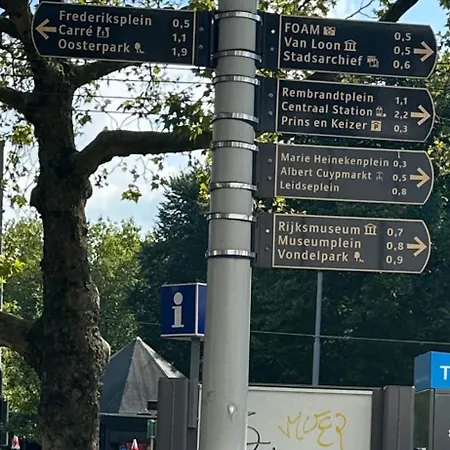 Frederiksplein 0,5
Carré 1,1
Oosterpark 1,9
FOAM 0,5
Van Loon 0,5
Stadsarchief 0,6
Rembrandtplein 1,1
Centraal Station 2,2
Prins en Keizer 0,3
Marie Heinekenplein 0,3
Albert Cuypmarkt 0,5
Leidseplein 0,8
Rijksmuseum 0,7
Museumplein 0,8
Vondelpark 0,9
i
MUER
T